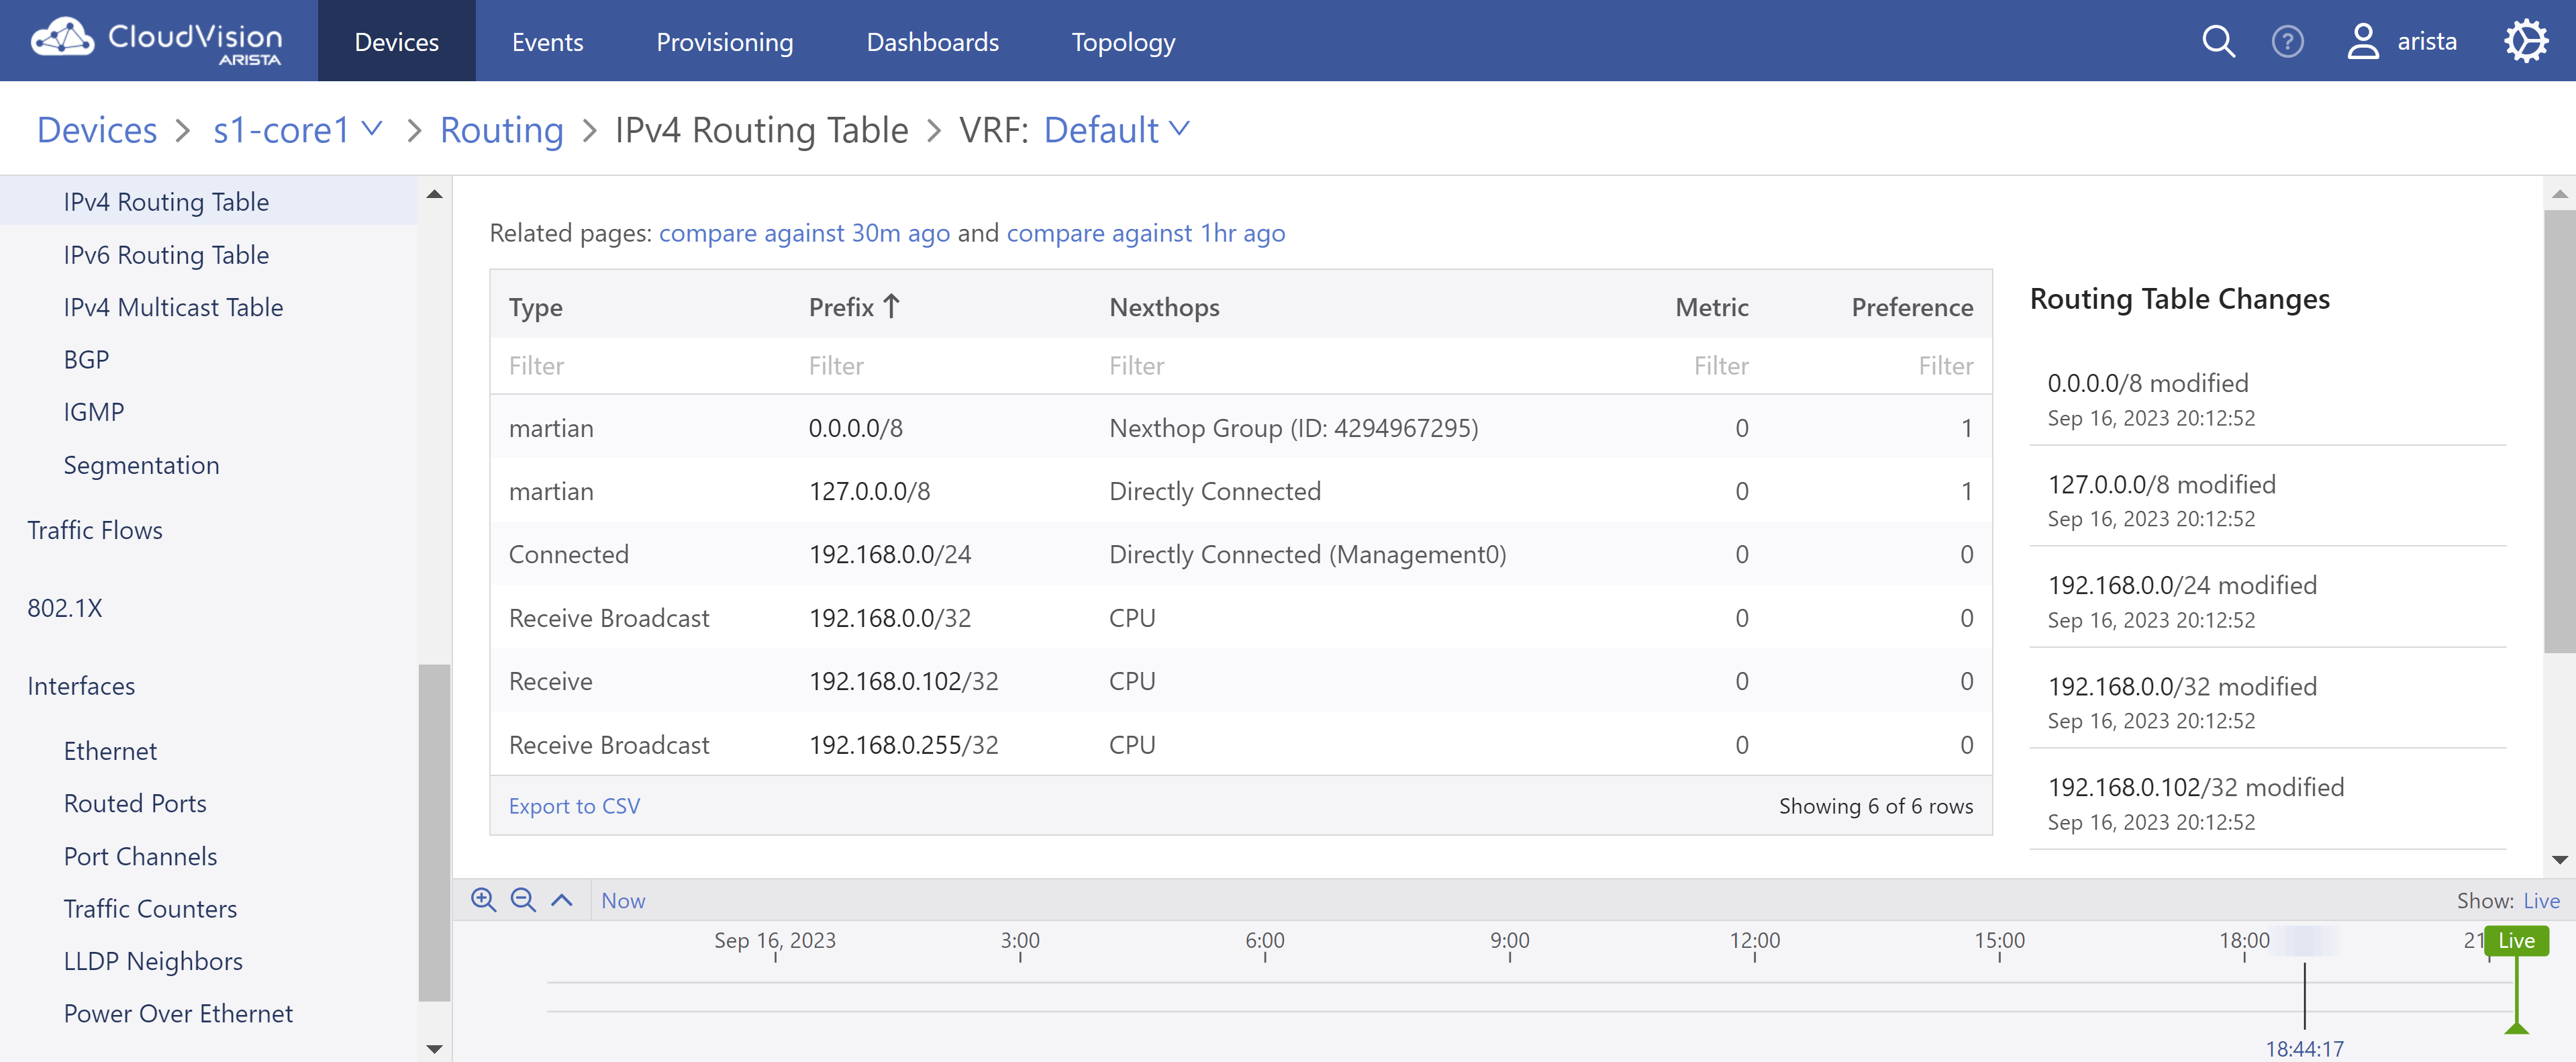 CloudVision
ARISTA
Devices
Events
Provisioning
Dashboards
Topology
?
arista
Devices > s1-core1 > Routing > IPv4 Routing Table > VRF: Default
IPv4 Routing Table
IPv6 Routing Table
IPv4 Multicast Table
BGP
IGMP
Segmentation
Traffic Flows
802.1X
Interfaces
Ethernet
Routed Ports
Port Channels
Traffic Counters
LLDP Neighbors
Power Over Ethernet
Related pages: compare against 30m ago and compare against 1hr ago
Type Prefix ↑ Nexthops Metric Preference
Filter Filter Filter Filter Filter
martian 0.0.0.0/8 Nexthop Group (ID: 4294967295) 0 1
martian 127.0.0.0/8 Directly Connected 0 1
Connected 192.168.0.0/24 Directly Connected (Management0) 0 0
Receive Broadcast 192.168.0.0/32 CPU 0 0
Receive 192.168.0.102/32 CPU 0 0
Receive Broadcast 192.168.0.255/32 CPU 0 0
Export to CSV Showing 6 of 6 rows
Routing Table Changes
0.0.0.0/8 modified
Sep 16, 2023 20:12:52
127.0.0.0/8 modified
Sep 16, 2023 20:12:52
192.168.0.0/24 modified
Sep 16, 2023 20:12:52
192.168.0.0/32 modified
Sep 16, 2023 20:12:52
192.168.0.102/32 modified
Sep 16, 2023 20:12:52
Now
Show: Live
Sep 16, 2023 3:00 6:00 9:00 12:00 15:00 18:00 21 Live
18:44:17